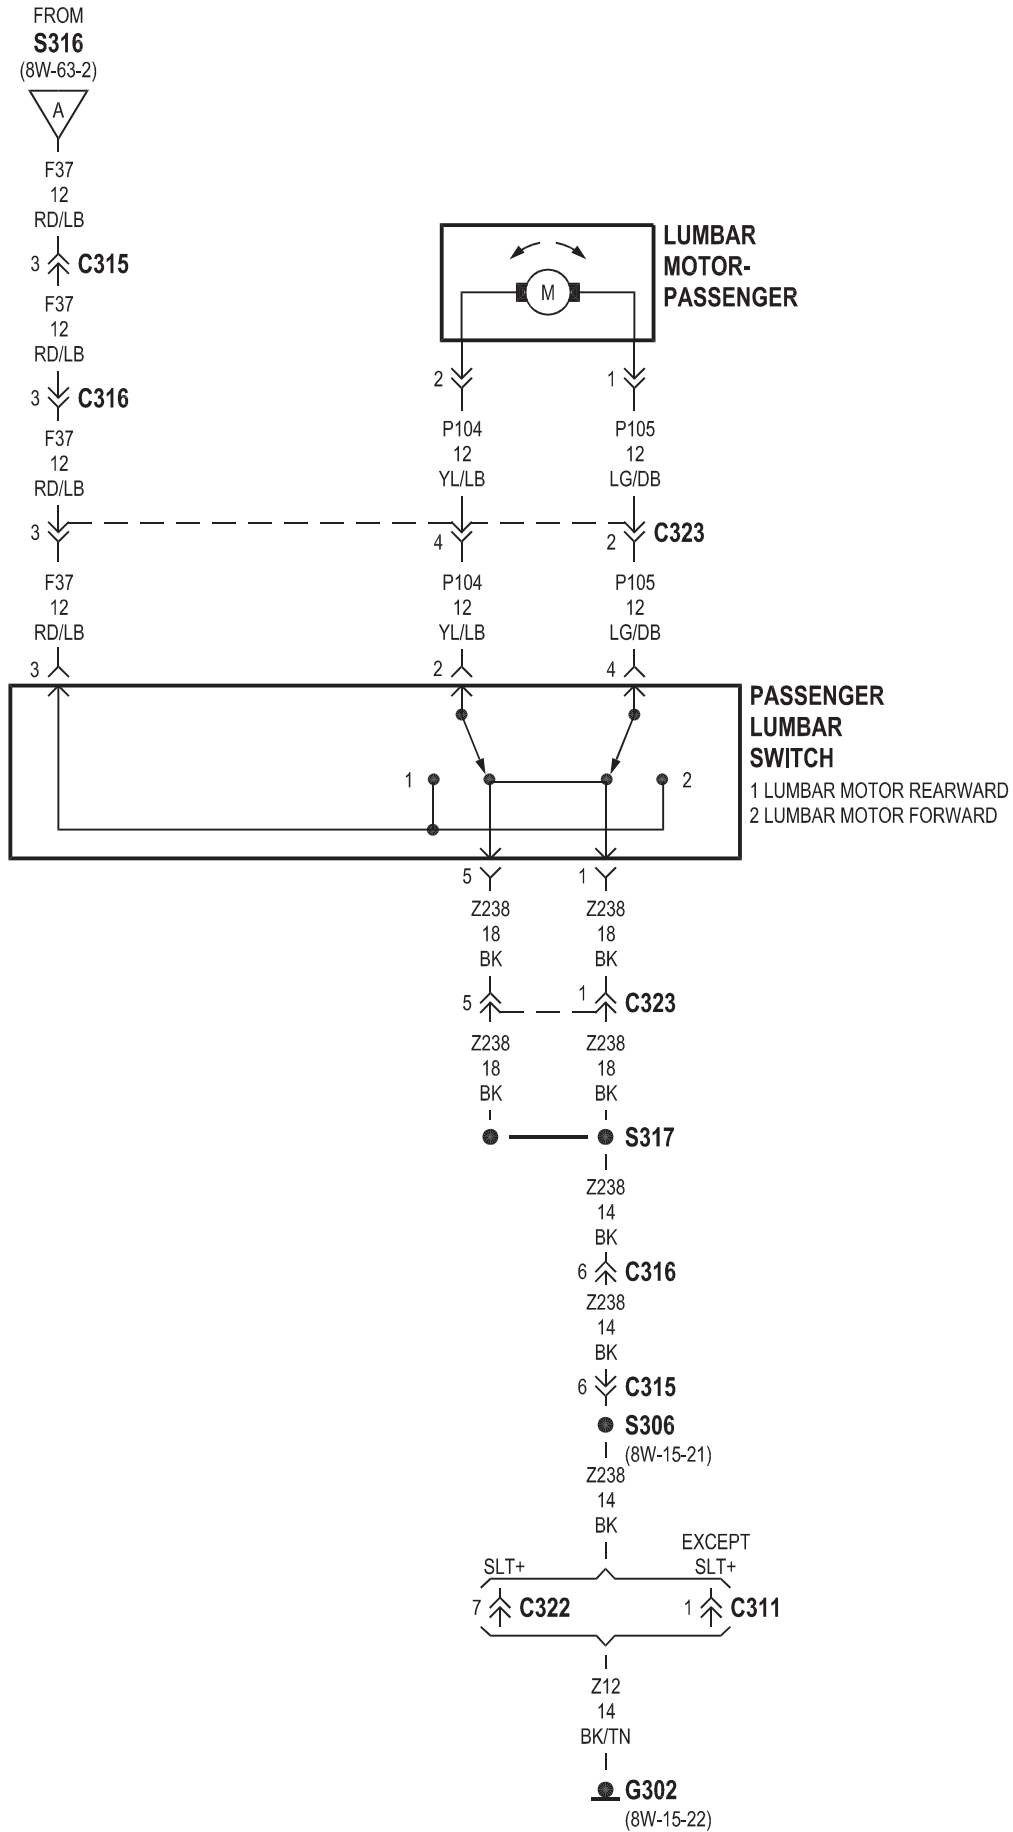 FROM
S316
(8W-63-2)
A
F37
12
RD/LB
3 C315
F37
12
RD/LB
3 C316
F37
12
RD/LB
LUMBAR
MOTOR-
PASSENGER
M
2 1
P104 P105
12 12
YL/LB LG/DB
3 4 2 C323
F37 P104 P105
12 12 12
RD/LB YL/LB LG/DB
3 2 4
PASSENGER
LUMBAR
SWITCH
1 LUMBAR MOTOR REARWARD
2 LUMBAR MOTOR FORWARD
1 2
5 1
Z238 Z238
18 18
BK BK
5 1 C323
Z238 Z238
18 18
BK BK
S317
Z238
14
BK
6 C316
Z238
14
BK
6 C315
S306
(8W-15-21)
Z238
14
BK
EXCEPT
SLT+ SLT+
7 C322 1 C311
Z12
14
BK/TN
G302
(8W-15-22)